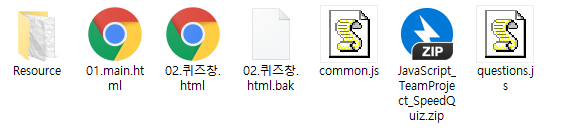 ZIP
Resource
01.main.ht
ml
02.퀴즈창.
html
02.퀴즈창.
html.bak
common.js
JavaScript_
TeamProje
ct_SpeedQ
uiz.zip
questions.j
s